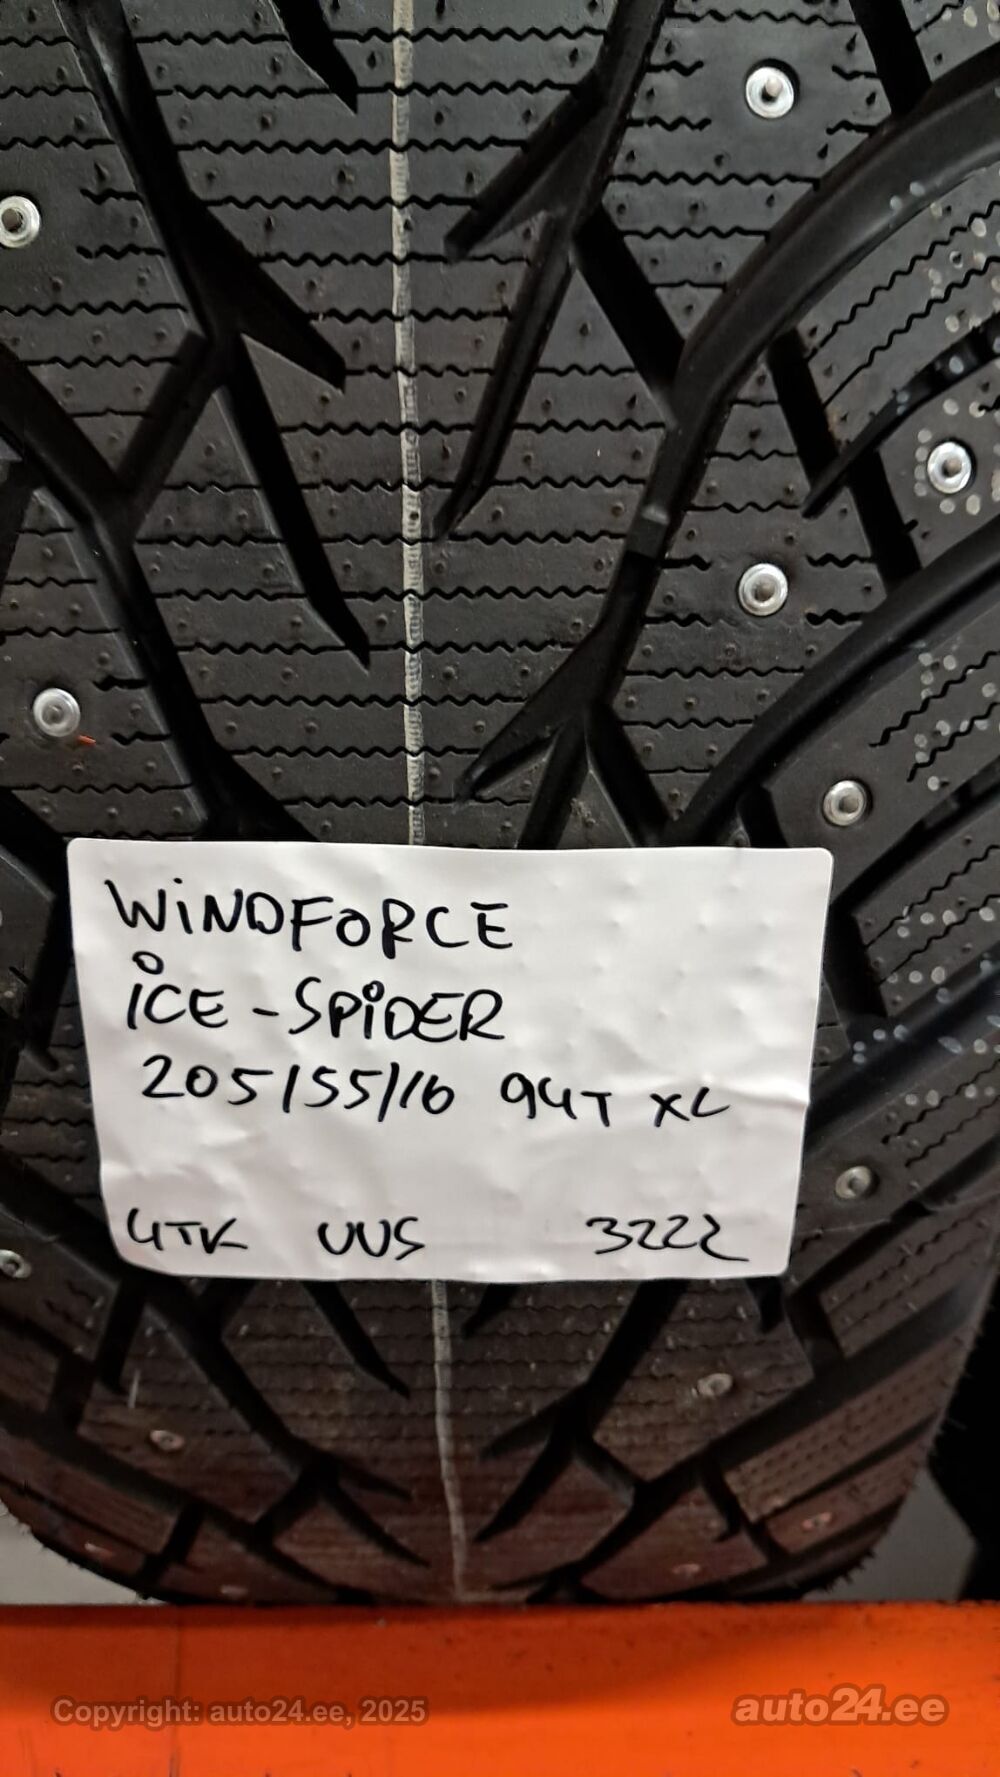 WiNDFORCE
iCE-SPiDER
205/55/16 94T XL
4TK UUS 3222
Copyright: auto24.ee, 2025
auto24.ee